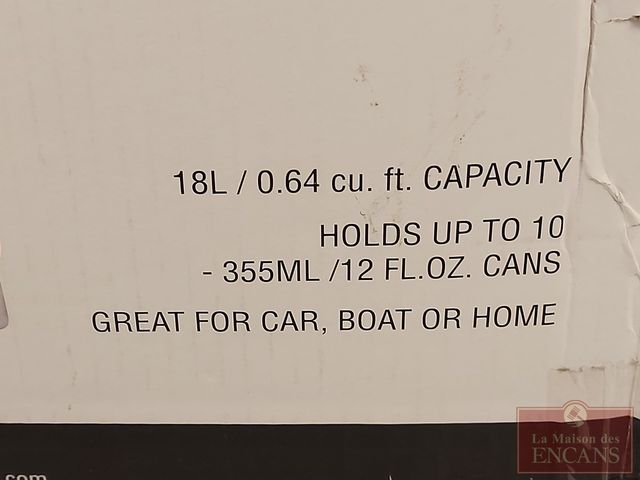 18L / 0.64 cu. ft. CAPACITY
HOLDS UP TO 10
- 355ML /12 FL.OZ. CANS
GREAT FOR CAR, BOAT OR HOME
.com
La Maison des
ENCANS